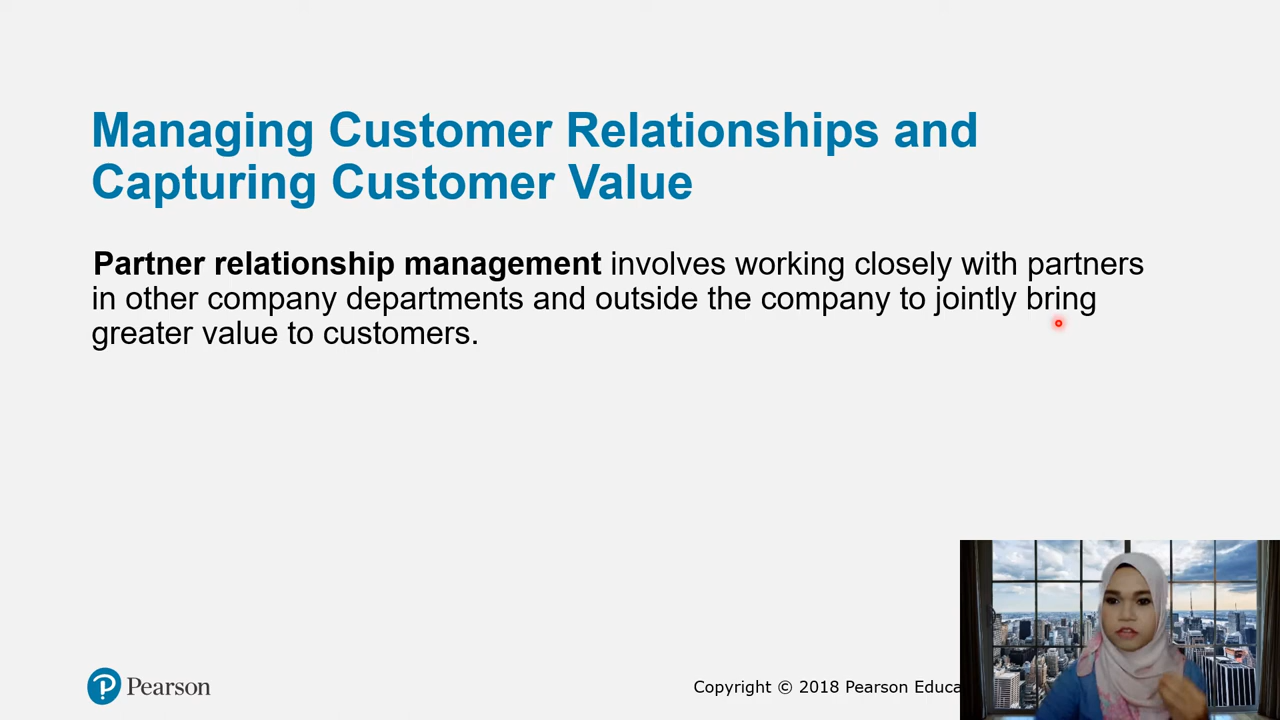 Managing Customer Relationships and
Capturing Customer Value
Partner relationship management involves working closely with partners
in other company departments and outside the company to jointly bring
greater value to customers.
Pearson
Copyright © 2018 Pearson